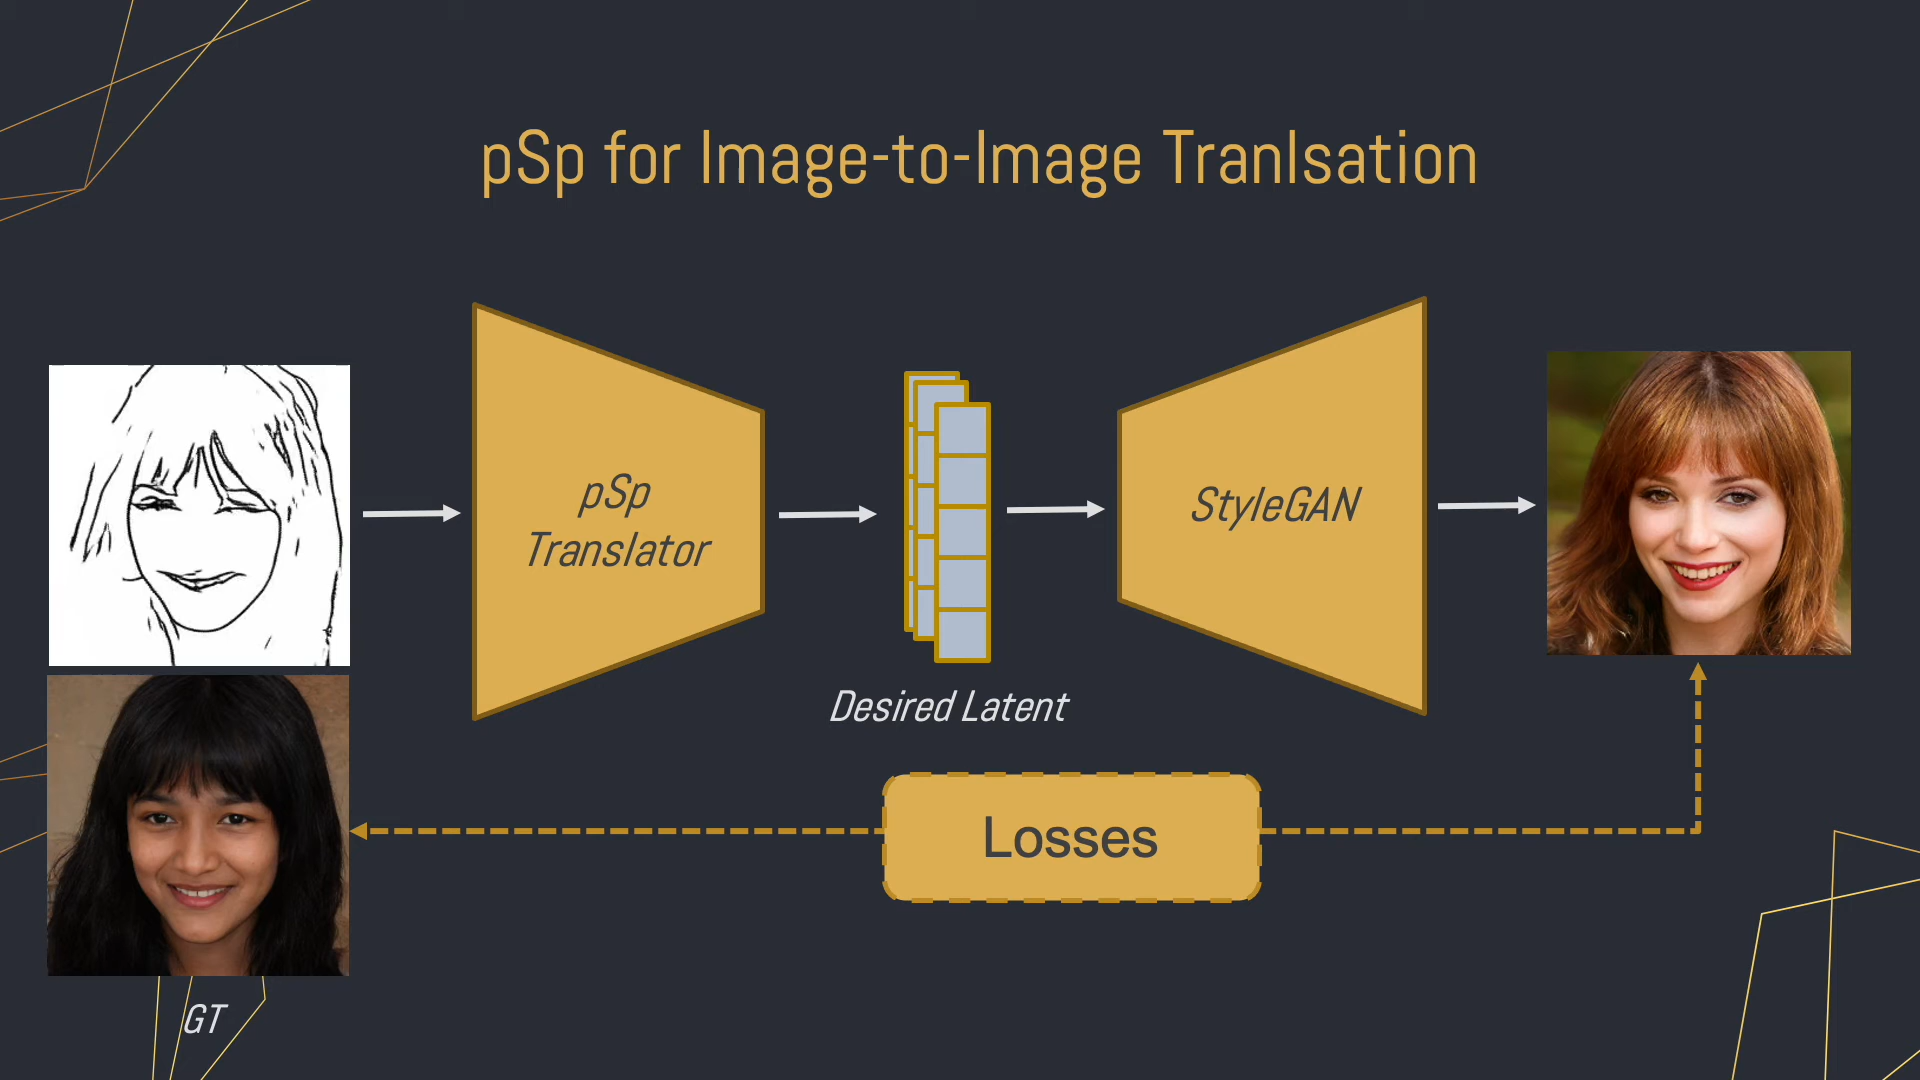 pSp for Image-to-Image Tranlsation
pSp
Translator
StyleGAN
Desired Latent
Losses
GT